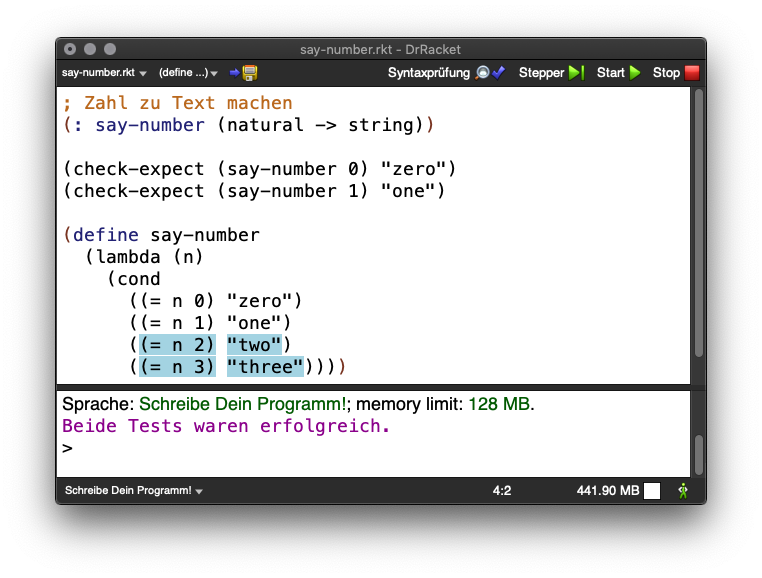 say-number.rkt - DrRacket
say-number.rkt (define ...) Syntaxprüfung Stepper Start Stop
; Zahl zu Text machen
(: say-number (natural -> string))
(check-expect (say-number 0) "zero")
(check-expect (say-number 1) "one")
(define say-number
(lambda (n)
(cond
((= n 0) "zero")
((= n 1) "one")
((= n 2) "two")
((= n 3) "three"))))
Sprache: Schreibe Dein Programm!; memory limit: 128 MB.
Beide Tests waren erfolgreich.
>
Schreibe Dein Programm! 4:2 441.90 MB